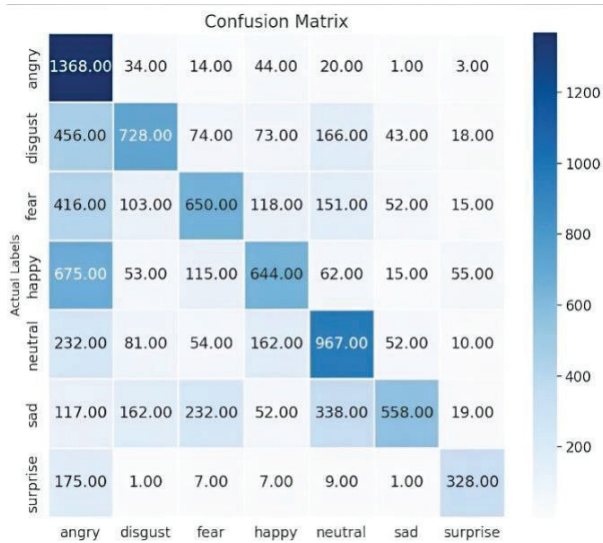 Confusion Matrix
angry 1368.00 34.00 14.00 44.00 20.00 1.00 3.00
disgust 456.00 728.00 74.00 73.00 166.00 43.00 18.00
fear 416.00 103.00 650.00 118.00 151.00 52.00 15.00
Actual Labels
happy 675.00 53.00 115.00 644.00 62.00 15.00 55.00
neutral 232.00 81.00 54.00 162.00 967.00 52.00 10.00
sad 117.00 162.00 232.00 52.00 338.00 558.00 19.00
surprise 175.00 1.00 7.00 7.00 9.00 1.00 328.00
angry disgust fear happy neutral sad surprise
1200
1000
800
600
400
200